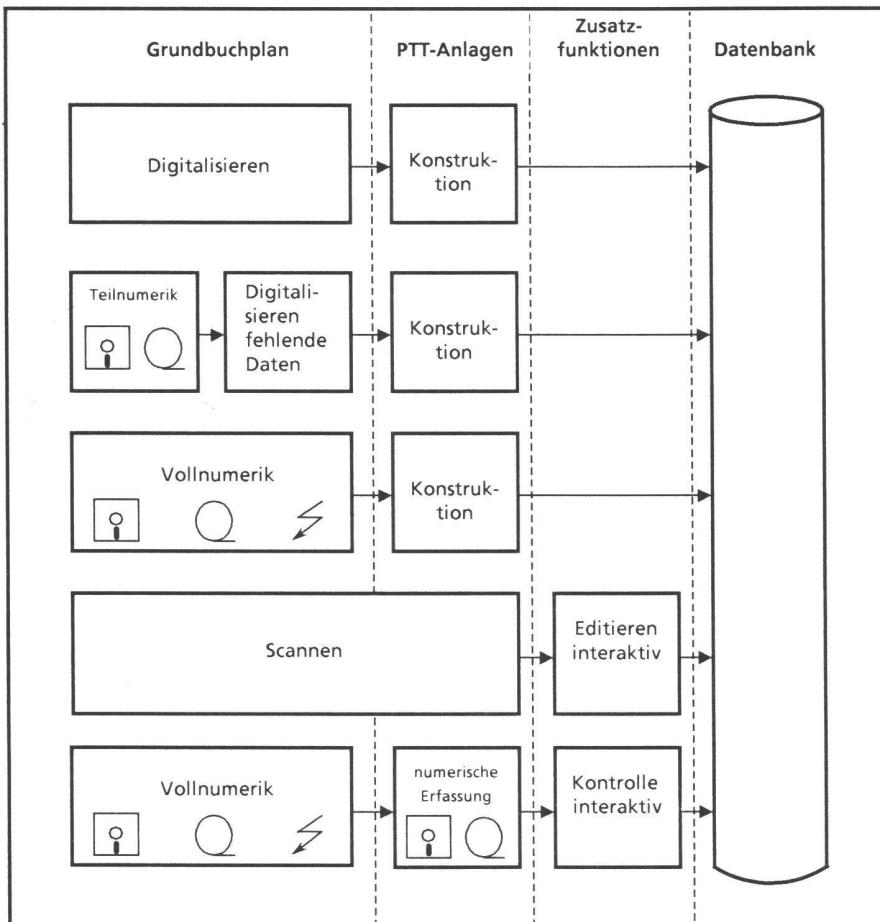 Grundbuchplan
PTT-Anlagen
Zusatz-
funktionen
Datenbank
Digitalisieren
Konstruk-
tion
Teilnumerik
Digitali-
sieren
fehlende
Daten
Konstruk-
tion
Vollnumerik
Konstruk-
tion
Scannen
Editieren
interaktiv
Vollnumerik
numerische
Erfassung
Kontrolle
interaktiv